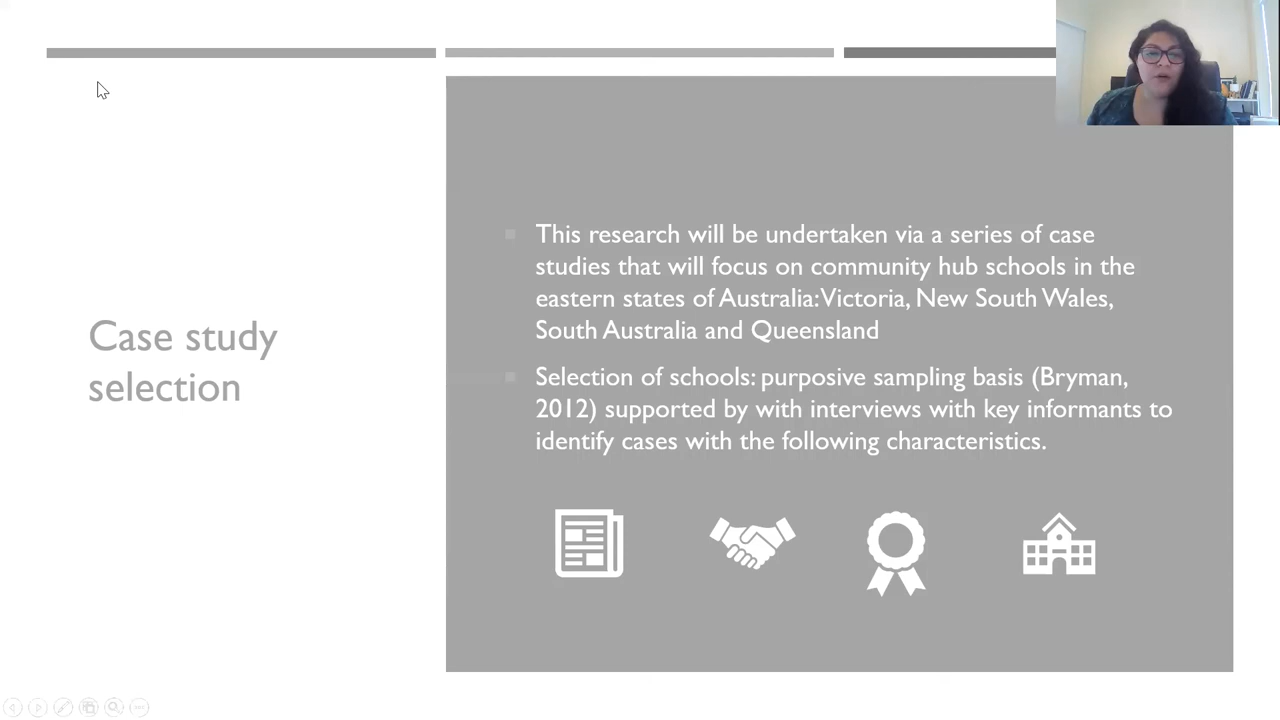 Case study
selection
This research will be undertaken via a series of case
studies that will focus on community hub schools in the
eastern states of Australia: Victoria, New South Wales,
South Australia and Queensland
Selection of schools: purposive sampling basis (Bryman,
2012) supported by with interviews with key informants to
identify cases with the following characteristics.